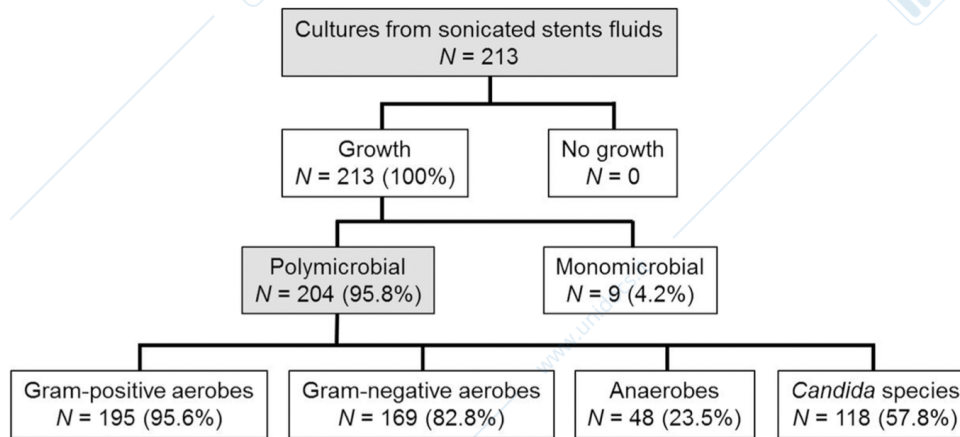 Cultures from sonicated stents fluids
N = 213
Growth
N = 213 (100%)
No growth
N = 0
Polymicrobial
N = 204 (95.8%)
Monomicrobial
N = 9 (4.2%)
Gram-positive aerobes
N = 195 (95.6%)
Gram-negative aerobes
N = 169 (82.8%)
Anaerobes
N = 48 (23.5%)
Candida species
N = 118 (57.8%)